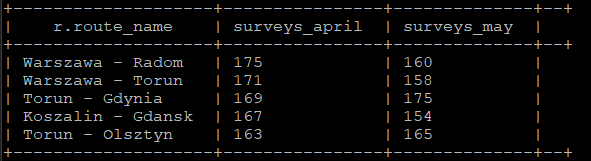 +--------------------+----------------+--------------+--+
|    r.route_name    | surveys_april  | surveys_may  |
+--------------------+----------------+--------------+--+
| Warszawa - Radom   | 175            | 160          |
| Warszawa - Torun   | 171            | 158          |
| Torun - Gdynia     | 169            | 175          |
| Koszalin - Gdansk  | 167            | 154          |
| Torun - Olsztyn    | 163            | 165          |
+--------------------+----------------+--------------+--+